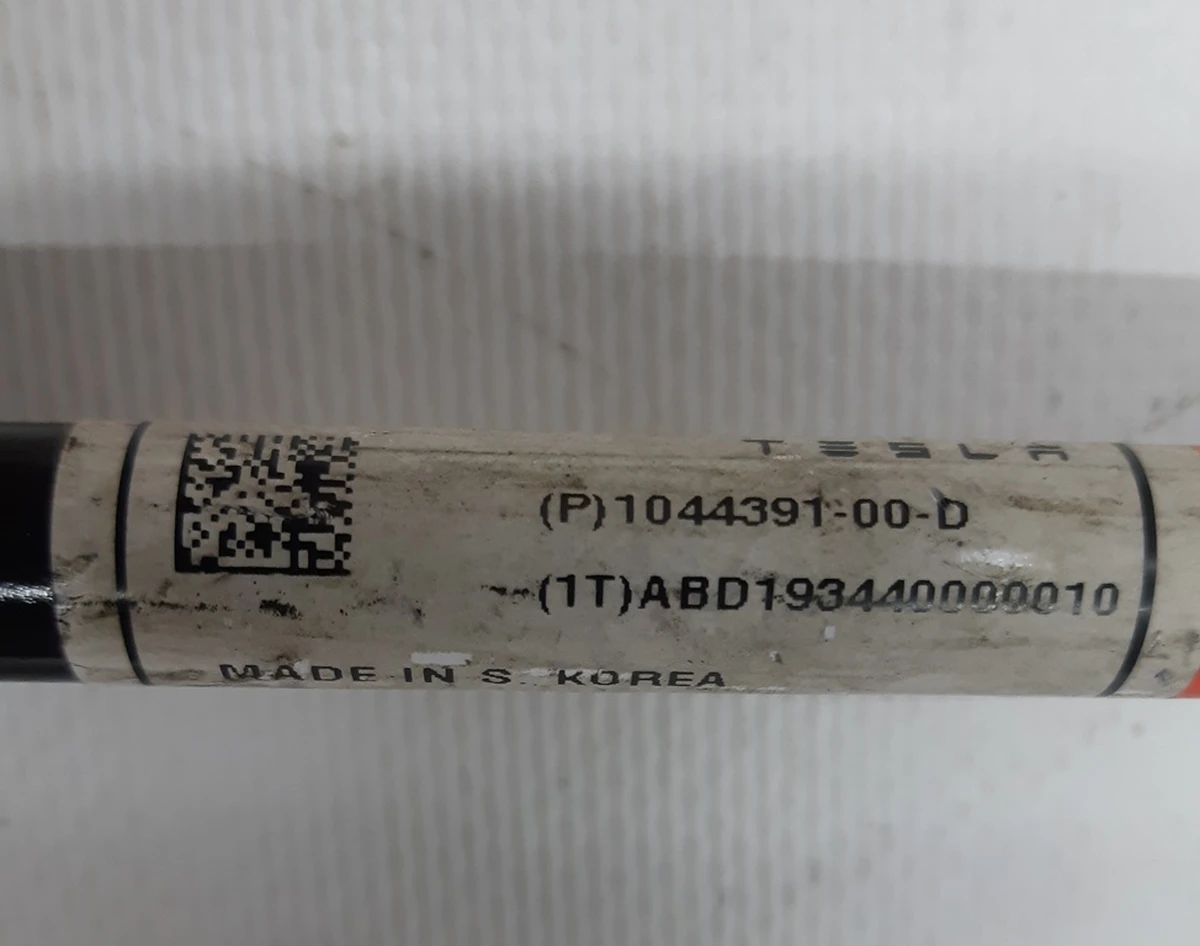 TESLA
(P)1044391-00-D
(1T)ABD193440000010
MADE IN S. KOREA